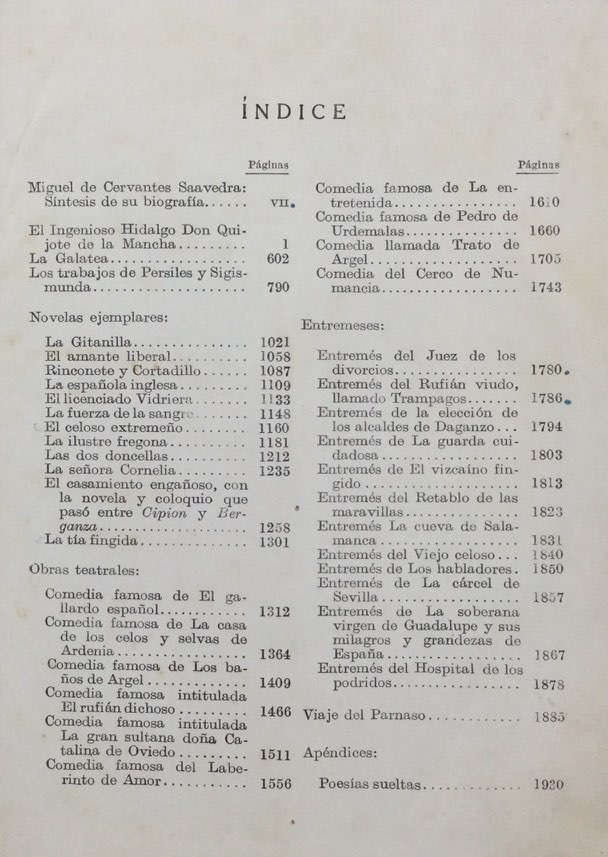 ÍNDICE
Páginas
Miguel de Cervantes Saavedra:
Síntesis de su biografía...... VII
El Ingenioso Hidalgo Don Qui-
jote de la Mancha......... 1
La Galatea.................. 602
Los trabajos de Persiles y Sigis-
munda.................... 790
Novelas ejemplares:
La Gitanilla............... 1021
El amante liberal.......... 1058
Rinconete y Cortadillo...... 1087
La española inglesa........ 1109
El licenciado Vidriera....... 1133
La fuerza de la sangre...... 1148
El celoso extremeño........ 1160
La ilustre fregona.......... 1181
Las dos doncellas.......... 1212
La señora Cornelia......... 1235
El casamiento engañoso, con
la novela y coloquio que
pasó entre Cipion y Ber-
ganza.................. 1258
La tía fingida.............. 1301
Obras teatrales:
Comedia famosa de El ga-
llardo español........... 1312
Comedia famosa de La casa
de los celos y selvas de
Ardenia................ 1364
Comedia famosa de Los ba-
ños de Argel............. 1409
Comedia famosa intitulada
El rufián dichoso ........ 1466
Comedia famosa intitulada
La gran sultana doña Ca-
talina de Oviedo ......... 1511
Comedia famosa del Labe-
rinto de Amor........... 1556
Páginas
Comedia famosa de La en-
tretenida................ 1610
Comedia famosa de Pedro de
Urdemalas.............. 1660
Comedia llamada Trato de
Argel................... 1705
Comedia del Cerco de Nu-
mancia................. 1743
Entremeses:
Entremés del Juez de los
divorcios............... 1780
Entremés del Rufián viudo,
llamado Trampagos....... 1786
Entremés de la elección de
los alcaldes de Daganzo... 1794
Entremés de La guarda cui-
dadosa................. 1803
Entremés de El vizcaíno fin-
gido ................... 1813
Entremés del Retablo de las
maravillas.............. 1823
Entremés La cueva de Sala-
manca ................. 1831
Entremés del Viejo celoso... 1840
Entremés de Los habladores. 1850
Entremés de La cárcel de
Sevilla................. 1857
Entremés de La soberana
virgen de Guadalupe y sus
milagros y grandezas de
España ................ 1867
Entremés del Hospital de los
podridos................ 1878
Viaje del Parnaso............ 1885
Apéndices:
Poesías sueltas............. 1920